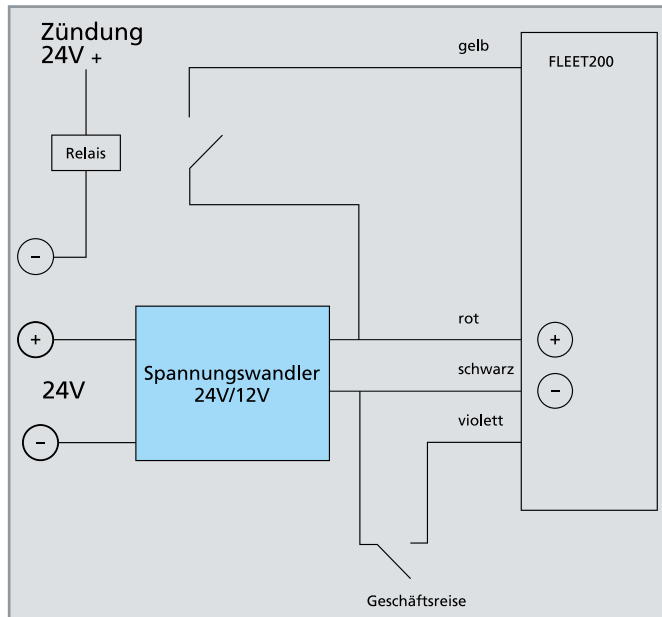 Zündung
24V +
gelb
FLEET200
Relais
−
+
24V
−
Spannungswandler
24V/12V
rot
+
schwarz
−
violett
Geschäftsreise